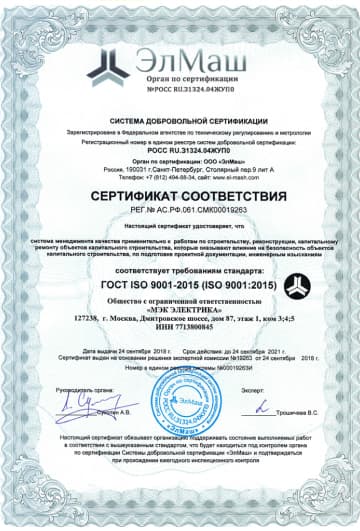 ЭлМаш
Орган по сертификации
№РОСС RU.31324.04ЖУП0
СИСТЕМА ДОБРОВОЛЬНОЙ СЕРТИФИКАЦИИ
Зарегистрирована в Федеральном агентстве по техническому регулированию и метрологии
Регистрационный номер в едином реестре систем добровольной сертификации:
РОСС RU.31324.04ЖУП0
Орган по сертификации: ООО «ЭлМаш»
Россия, 190031 г.Санкт-Петербург, Столярный пер.9 лит А
Телефон: +7 (812) 494-88-34, сайт: www.el-mash.com
СЕРТИФИКАТ СООТВЕТСТВИЯ
РЕГ.№ АС.РФ.061.СМК00019263
Настоящий сертификат удостоверяет, что
система менеджмента качества применительно к работам по строительству, реконструкции, капитальному
ремонту объектов капитального строительства, которые оказывают влияние на безопасность объектов
капитального строительства, по подготовке проектной документации, инженерным изысканиям
соответствует требованиям стандарта:
ГОСТ ISO 9001-2015 (ISO 9001:2015)
Общество с ограниченной ответственностью
«МЭК ЭЛЕКТРИКА»
127238, г. Москва, Дмитровское шоссе, дом 87, этаж 1, ком 3;4;5
ИНН 7713800845
Дата выдачи 24 сентября 2018 г. Срок действия до 24 сентября 2021 г.
Сертификат выдан на основании решения экспертной комиссии №19263 от 24 сентября 2018 г.
Номер в едином реестре системы №00019263И
Руководитель органа:
Эксперт:
А.В.
Трошичева В.С.
ЭлМаш
Настоящий сертификат обязывает организацию поддерживать состояние выполняемых работ
в соответствии с вышеуказанным стандартом, что будет находиться под контролем органа
по сертификации Системы добровольной сертификации «ЭлМаш» и подтверждаться
при прохождении ежегодного инспекционного контроля